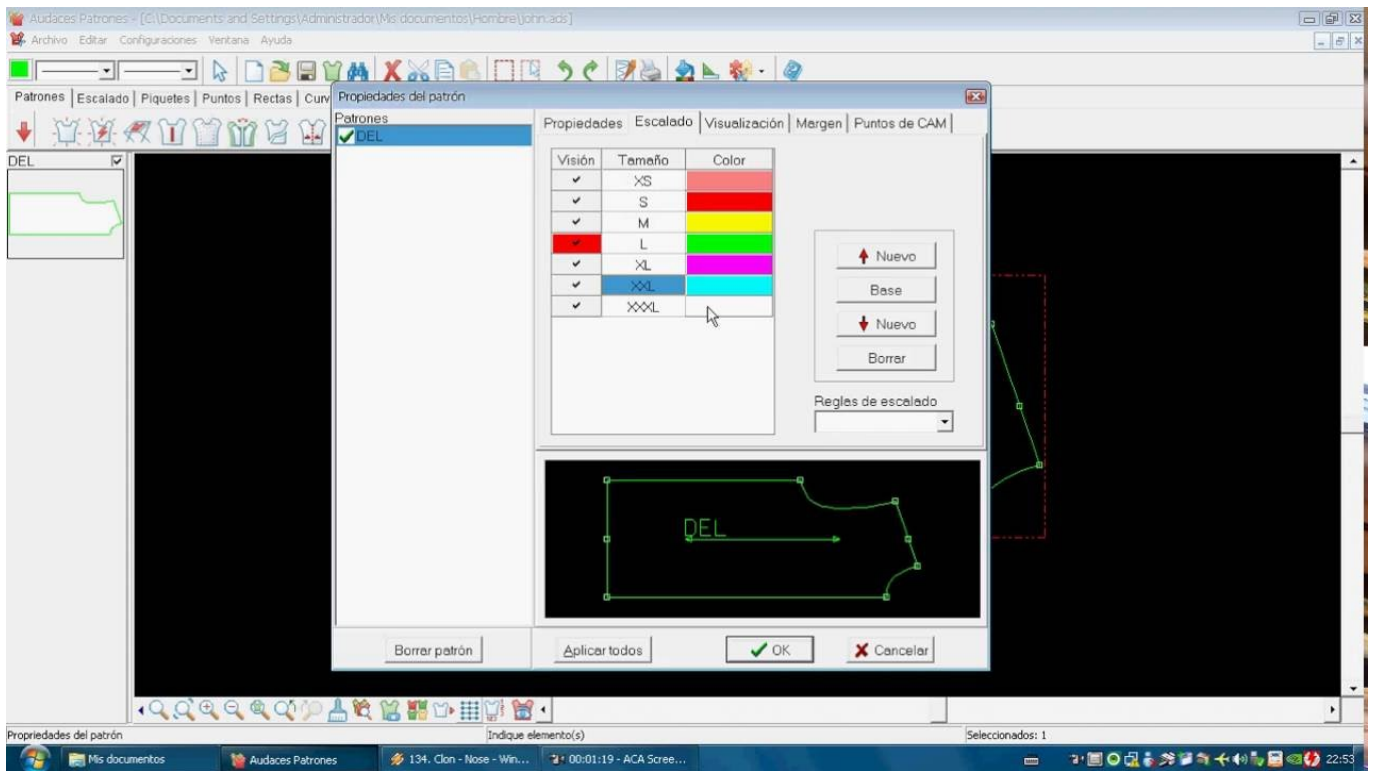 Audaces Patrones - [C:\Documents and Settings\Administrador\Mis documentos\Hombre\john.ads]
Archivo Editar Configuraciones Ventana Ayuda
Patrones Escalado Piquetes Puntos Rectas Curv
DEL
Propiedades del patrón
Patrones
DEL
Propiedades Escalado Visualización Margen Puntos de CAM
Visión Tamaño Color
XS
S
M
L
XL
XXL
XXXL
Nuevo
Base
Nuevo
Borrar
Reglas de escalado
DEL
Borrar patrón Aplicar todos OK Cancelar
Propiedades del patrón Indique elemento(s) Seleccionados: 1
Mis documentos Audaces Patrones 134. Clon - Nose - Win... 00:01:19 - ACA Scree... 22:53